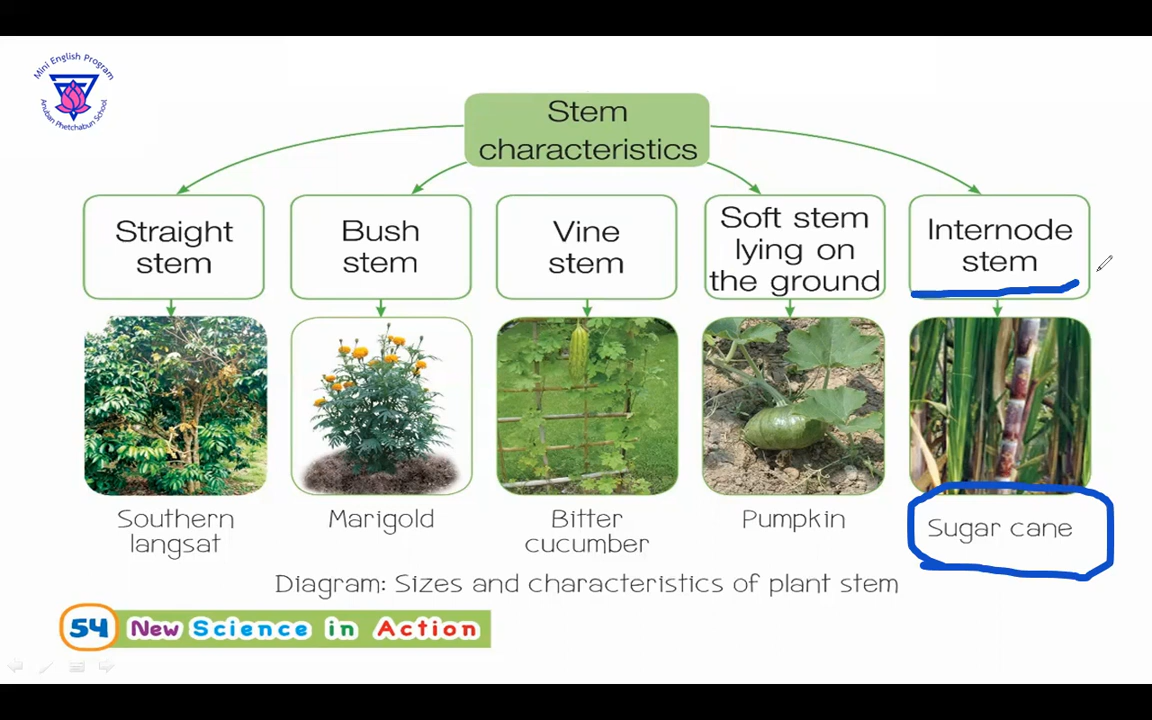 Mini English Program
Anuban Phetchabun School
Stem
characteristics
Straight
stem
Bush
stem
Vine
stem
Soft stem
lying on
the ground
Internode
stem
Southern
langsat
Marigold
Bitter
cucumber
Pumpkin
Sugar cane
Diagram: Sizes and characteristics of plant stem
54 New Science in Action